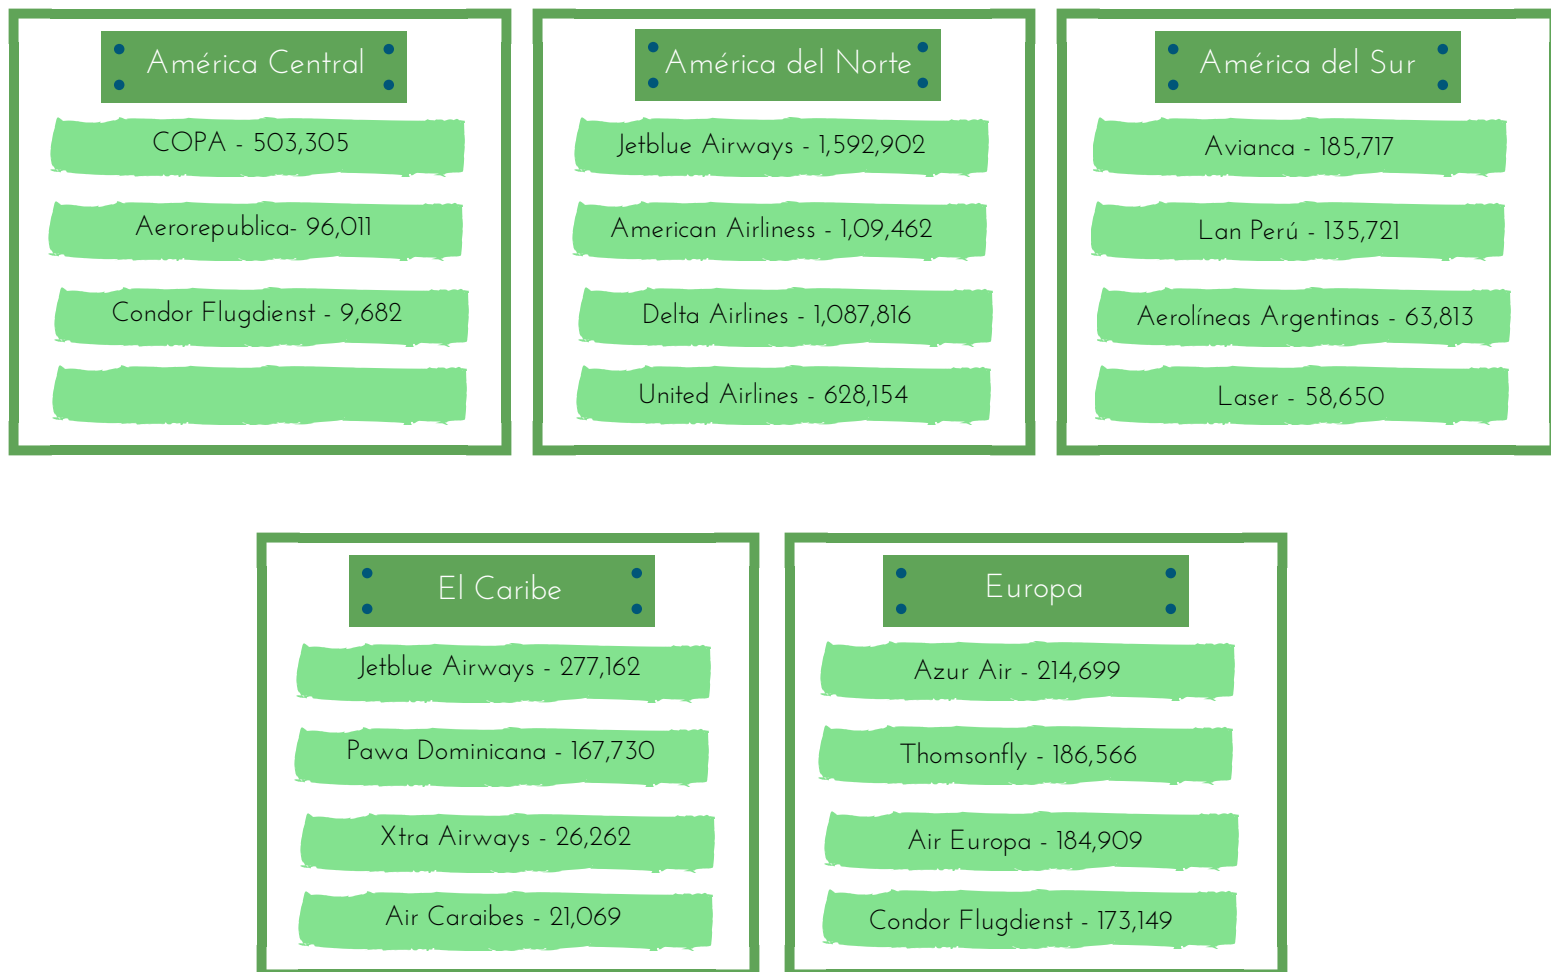 América Central
COPA - 503,305
Aerorepublica- 96,011
Condor Flugdienst - 9,682
América del Norte
Jetblue Airways - 1,592,902
American Airliness - 1,09,462
Delta Airlines - 1,087,816
United Airlines - 628,154
América del Sur
Avianca - 185,717
Lan Perú - 135,721
Aerolíneas Argentinas - 63,813
Laser - 58,650
El Caribe
Jetblue Airways - 277,162
Pawa Dominicana - 167,730
Xtra Airways - 26,262
Air Caraibes - 21,069
Europa
Azur Air - 214,699
Thomsonfly - 186,566
Air Europa - 184,909
Condor Flugdienst - 173,149